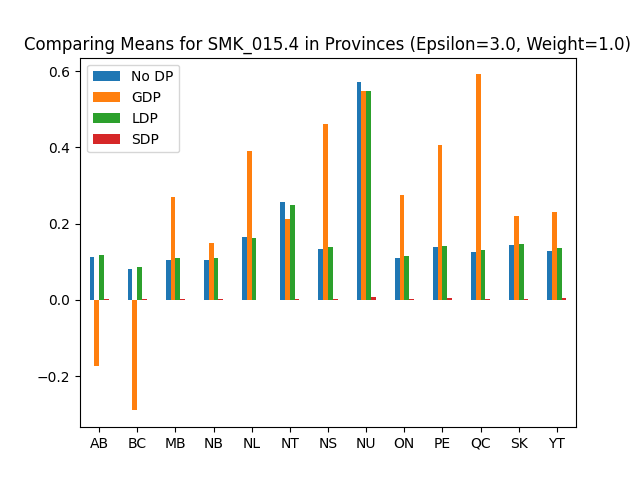 Comparing Means for SMK_015.4 in Provinces (Epsilon=3.0, Weight=1.0)
No DP
GDP
LDP
SDP
0.6
0.4
0.2
0.0
−0.2
AB BC MB NB NL NT NS NU ON PE QC SK YT